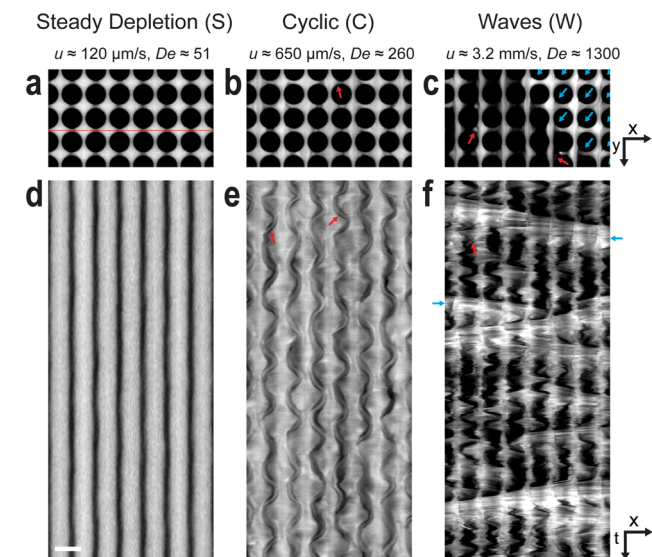 Steady Depletion (S) Cyclic (C) Waves (W)
u ≈ 120 μm/s, De ≈ 51 u ≈ 650 μm/s, De ≈ 260 u ≈ 3.2 mm/s, De ≈ 1300
a b c
x
y
d e f
x
t